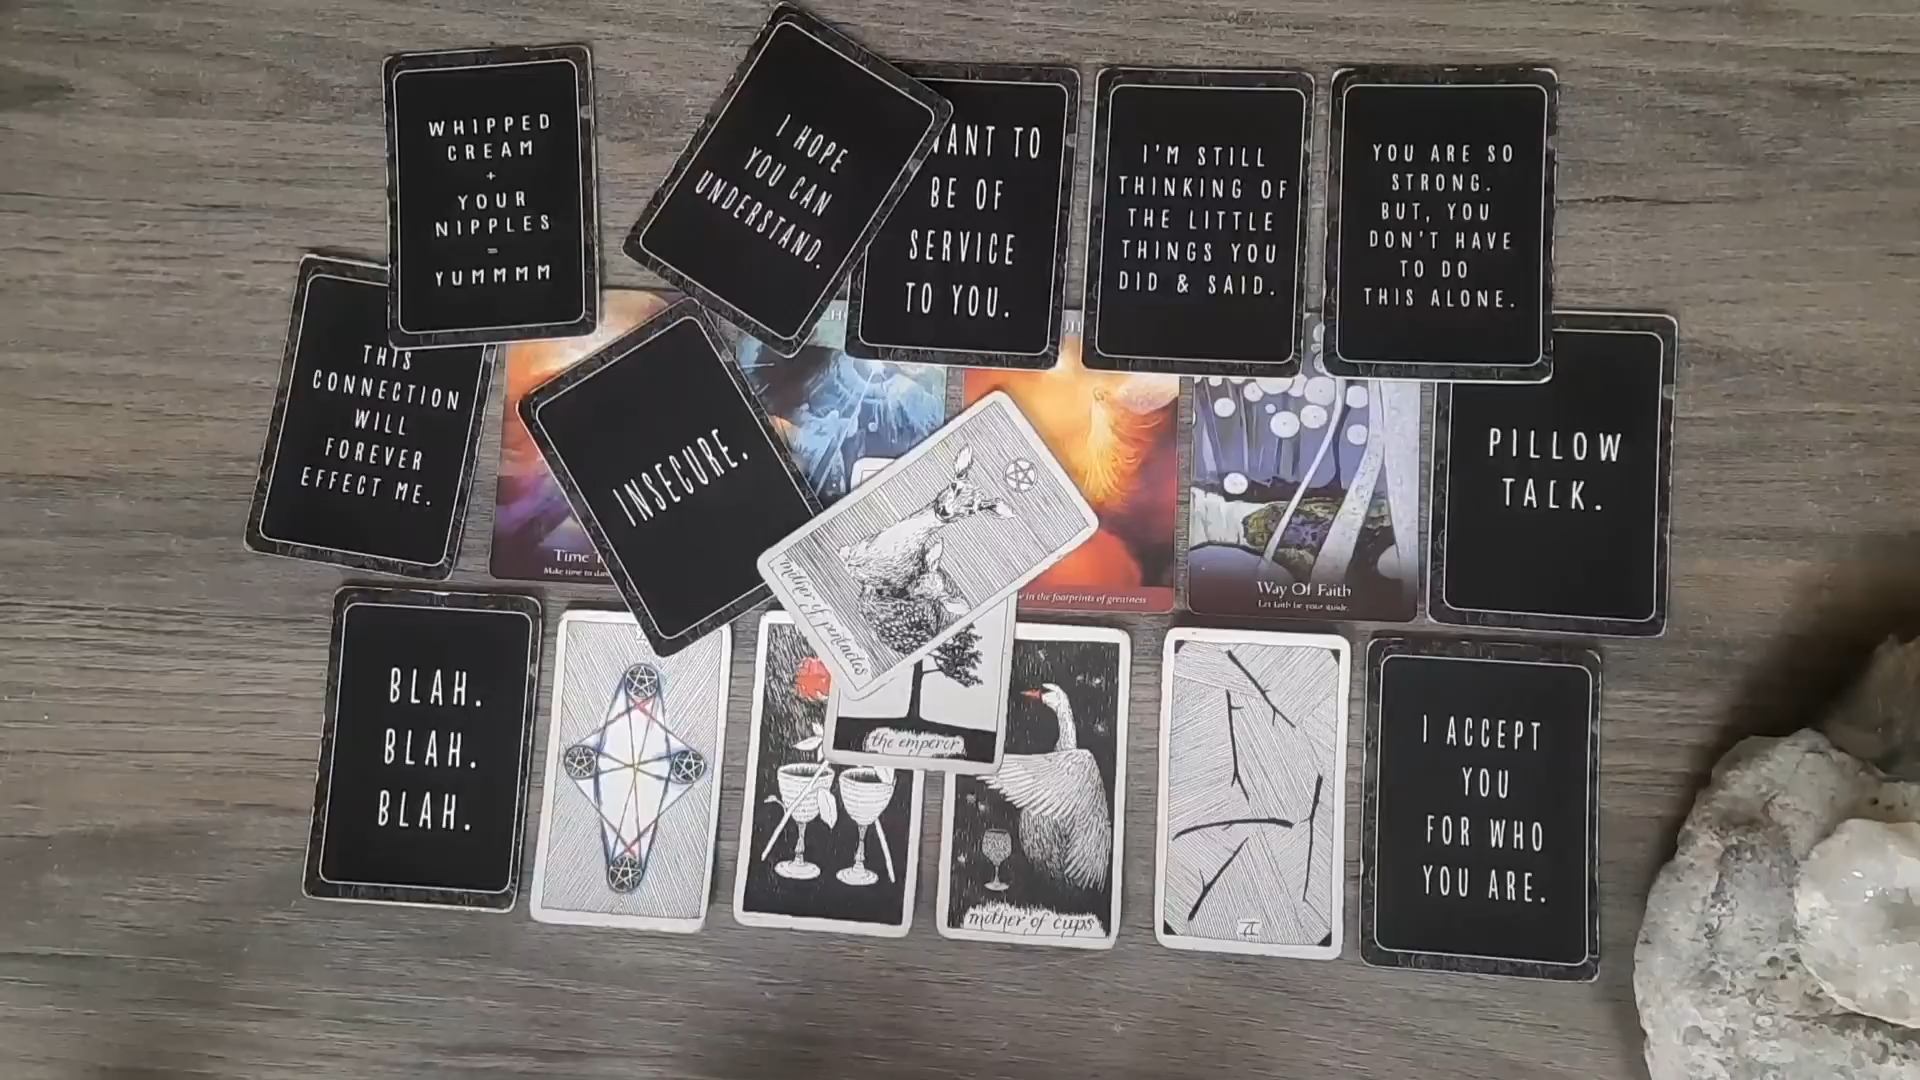 WHIPPED
CREAM
+
YOUR
NIPPLES
=
YUMMMM
I HOPE
YOU CAN
UNDERSTAND.
TO
BE OF
SERVICE
TO YOU.
I'M STILL
THINKING OF
THE LITTLE
THINGS YOU
DID & SAID.
YOU ARE SO
STRONG.
BUT, YOU
DON'T HAVE
TO DO
THIS ALONE.
THIS
CONNECTION
WILL
FOREVER
EFFECT ME.
Time
Make time to
INSECURE.
mother of pentacles
in the footprints of greatness
Way Of Faith
Let faith be your guide.
PILLOW
TALK.
BLAH.
BLAH.
BLAH.
the emperor
mother of cups
I ACCEPT
YOU
FOR WHO
YOU ARE.